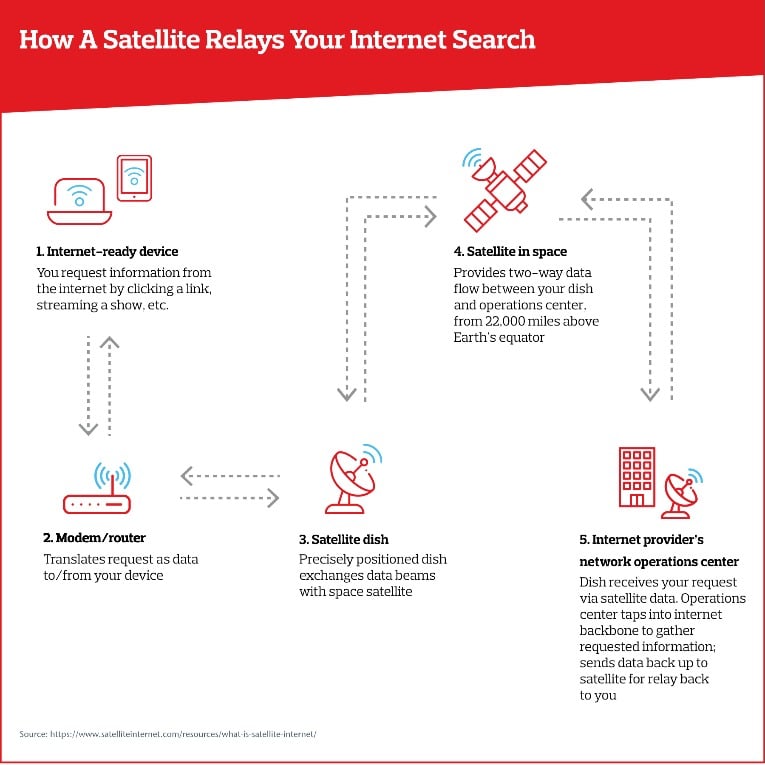 How A Satellite Relays Your Internet Search
1. Internet-ready device
You request information from
the internet by clicking a link,
streaming a show, etc.
4. Satellite in space
Provides two-way data
flow between your dish
and operations center,
from 22,000 miles above
Earth's equator
2. Modem/router
Translates request as data
to/from your device
3. Satellite dish
Precisely positioned dish
exchanges data beams
with space satellite
5. Internet provider's
network operations center
Dish receives your request
via satellite data. Operations
center taps into internet
backbone to gather
requested information;
sends data back up to
satellite for relay back
to you
Source: https://www.satelliteinternet.com/resources/what-is-satellite-internet/